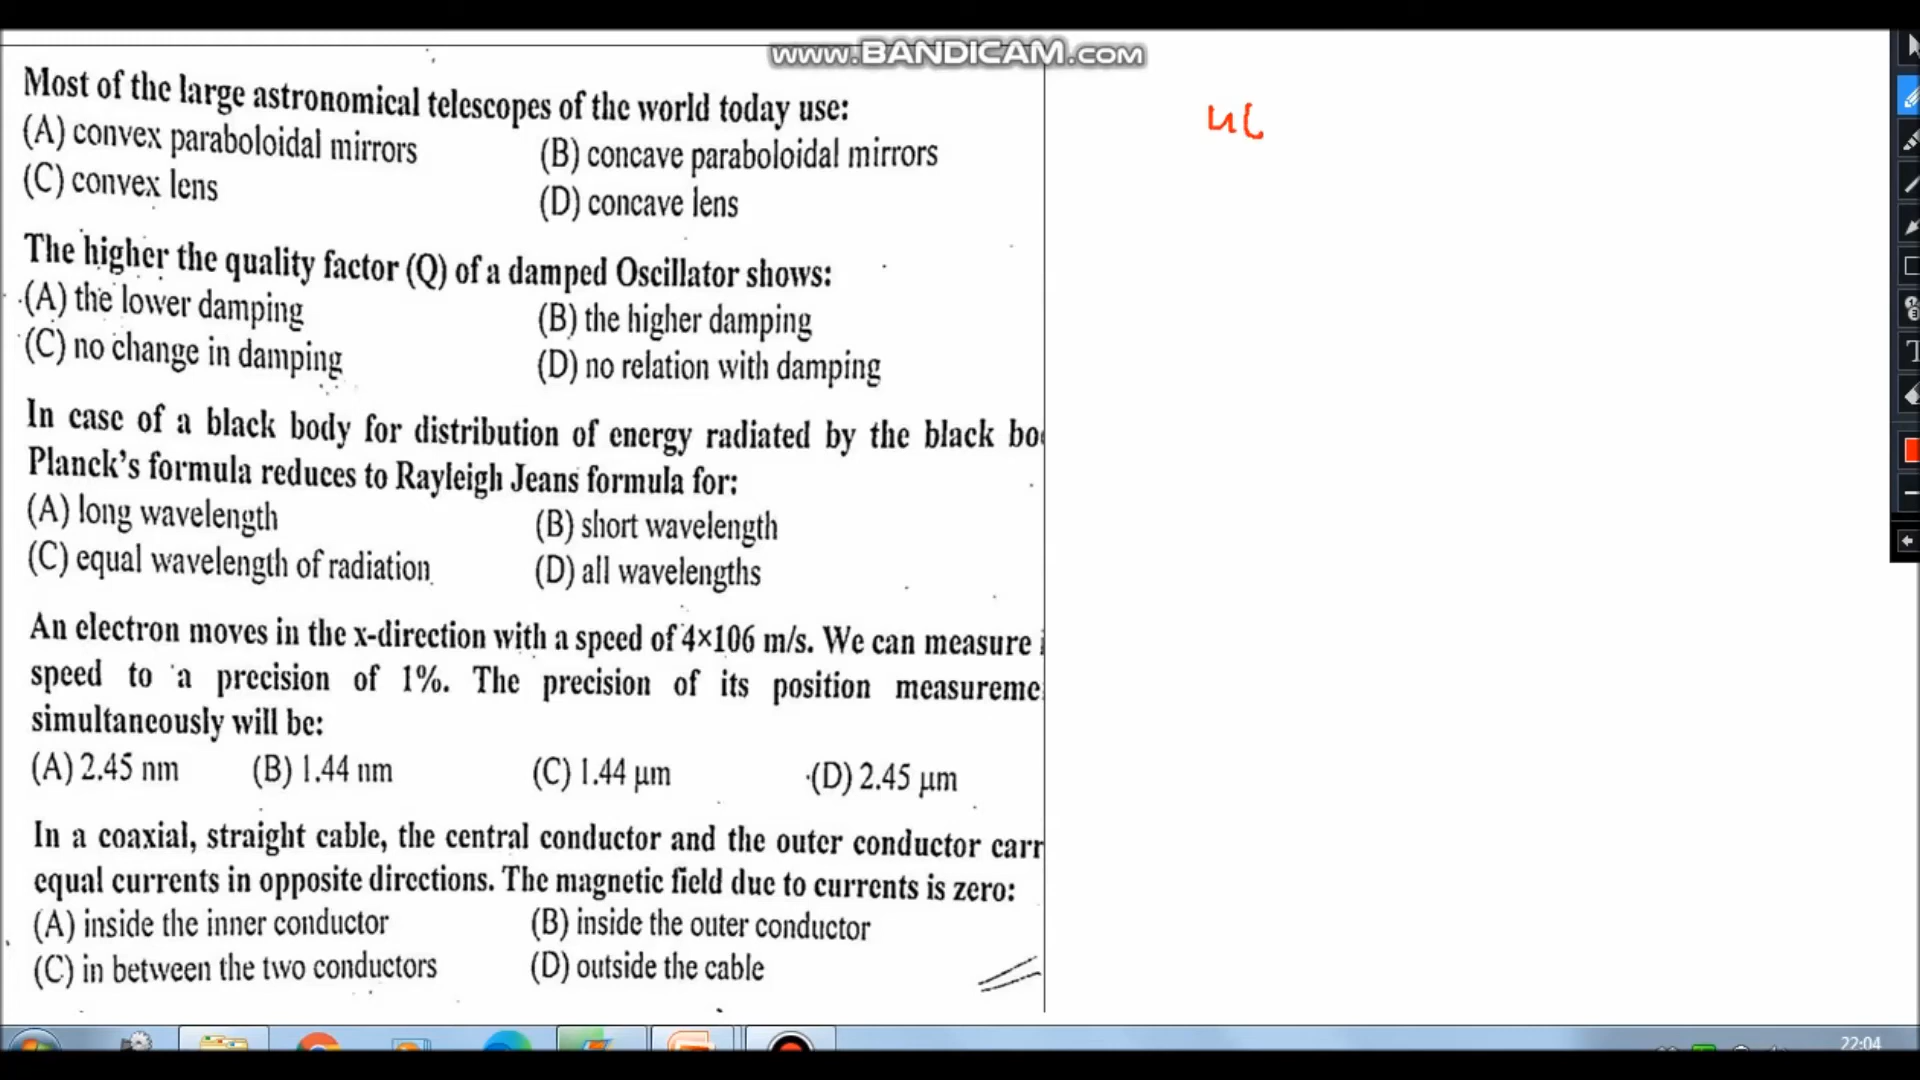 www.BANDICAM.com
Most of the large astronomical telescopes of the world today use:
(A) convex paraboloidal mirrors (B) concave paraboloidal mirrors
(C) convex lens (D) concave lens
The higher the quality factor (Q) of a damped Oscillator shows:
(A) the lower damping (B) the higher damping
(C) no change in damping (D) no relation with damping
In case of a black body for distribution of energy radiated by the black
Planck's formula reduces to Rayleigh Jeans formula for:
(A) long wavelength (B) short wavelength
(C) equal wavelength of radiation (D) all wavelengths
An electron moves in the x-direction with a speed of 4×106 m/s. We can measure
speed to a precision of 1%. The precision of its position
simultaneously will be:
(A) 2.45 nm (B) 1.44 nm (C) 1.44 µm (D) 2.45 µm
In a coaxial, straight cable, the central conductor and the outer conductor
equal currents in opposite directions. The magnetic field due to currents is zero:
(A) inside the inner conductor (B) inside the outer conductor
(C) in between the two conductors (D) outside the cable
22:04